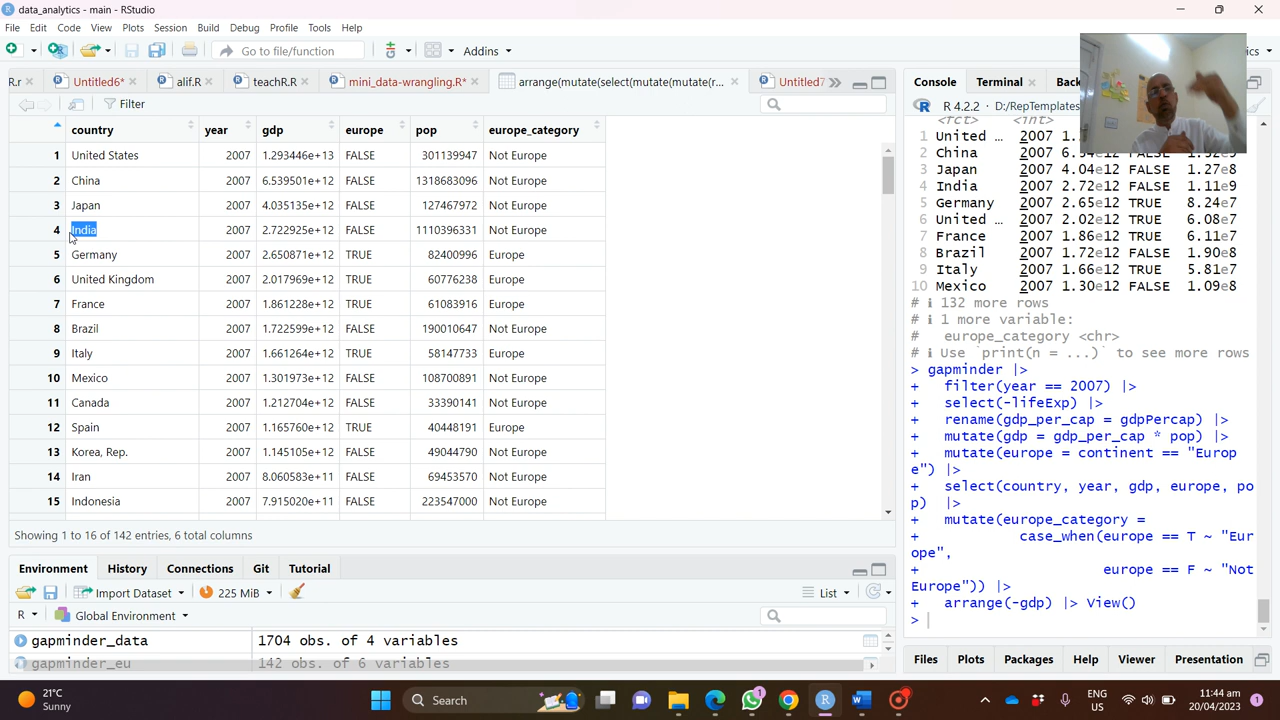 data_analytics - main - RStudio
File Edit Code View Plots Session Build Debug Profile Tools Help
Go to file/function Addins
R.r Untitled6* alif.R teachR.R mini_data-wrangling.R* arrange(mutate(select(mutate(mutate(r... Untitled7
Filter
country year gdp europe pop europe_category
1 United States 2007 1.293446e+13 FALSE 301139947 Not Europe
2 China 2007 6.539501e+12 FALSE 1318683096 Not Europe
3 Japan 2007 4.035135e+12 FALSE 127467972 Not Europe
4 India 2007 2.722925e+12 FALSE 1110396331 Not Europe
5 Germany 2007 2.650871e+12 TRUE 82400996 Europe
6 United Kingdom 2007 2.017969e+12 TRUE 60776238 Europe
7 France 2007 1.861228e+12 TRUE 61083916 Europe
8 Brazil 2007 1.722599e+12 FALSE 190010647 Not Europe
9 Italy 2007 1.661264e+12 TRUE 58147733 Europe
10 Mexico 2007 1.301973e+12 FALSE 108700891 Not Europe
11 Canada 2007 1.212704e+12 FALSE 33390141 Not Europe
12 Spain 2007 1.165760e+12 TRUE 40448191 Europe
13 Korea, Rep. 2007 1.145105e+12 FALSE 49044790 Not Europe
14 Iran 2007 8.060583e+11 FALSE 69453570 Not Europe
15 Indonesia 2007 7.915020e+11 FALSE 223547000 Not Europe
Showing 1 to 16 of 142 entries, 6 total columns
Environment History Connections Git Tutorial
Import Dataset 225 MiB List
R Global Environment
gapminder_data 1704 obs. of 4 variables
gapminder_eu 142 obs. of 6 variables
Console Terminal
R 4.2.2 · D:/RepTemplates
<fct> <int>
1 United … 2007
2 China 2007 FALSE
3 Japan 2007 4.04e12 FALSE 1.27e8
4 India 2007 2.72e12 FALSE 1.11e9
5 Germany 2007 2.65e12 TRUE 8.24e7
6 United … 2007 2.02e12 TRUE 6.08e7
7 France 2007 1.86e12 TRUE 6.11e7
8 Brazil 2007 1.72e12 FALSE 1.90e8
9 Italy 2007 1.66e12 TRUE 5.81e7
10 Mexico 2007 1.30e12 FALSE 1.09e8
# ℹ 132 more rows
# ℹ 1 more variable:
# europe_category <chr>
# ℹ Use `print(n = ...)` to see more rows
> gapminder |>
+ filter(year == 2007) |>
+ select(-lifeExp) |>
+ rename(gdp_per_cap = gdpPercap) |>
+ mutate(gdp = gdp_per_cap * pop) |>
+ mutate(europe = continent == "Europ
e") |>
+ select(country, year, gdp, europe, po
p) |>
+ mutate(europe_category =
+ case_when(europe == T ~ "Eur
ope",
+ europe == F ~ "Not
Europe")) |>
+ arrange(-gdp) |> View()
>
Files Plots Packages Help Viewer Presentation
21°C
Sunny
Search
ENG
US
11:44 am
20/04/2023